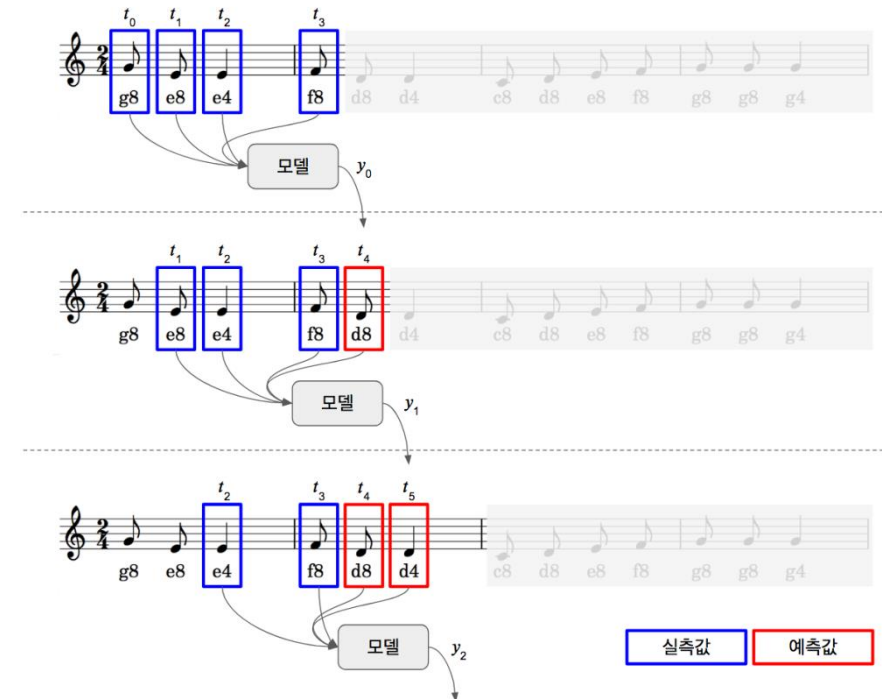 t0 t1 t2 t3
2
4
g8 e8 e4 f8 d8 d4 c8 d8 e8 f8 g8 g8 g4
모델 y0
t1 t2 t3 t4
2
4
g8 e8 e4 f8 d8 d4 c8 d8 e8 f8 g8 g8 g4
모델 y1
t2 t3 t4 t5
2
4
g8 e8 e4 f8 d8 d4 c8 d8 e8 f8 g8 g8 g4
모델 y2
실측값 예측값